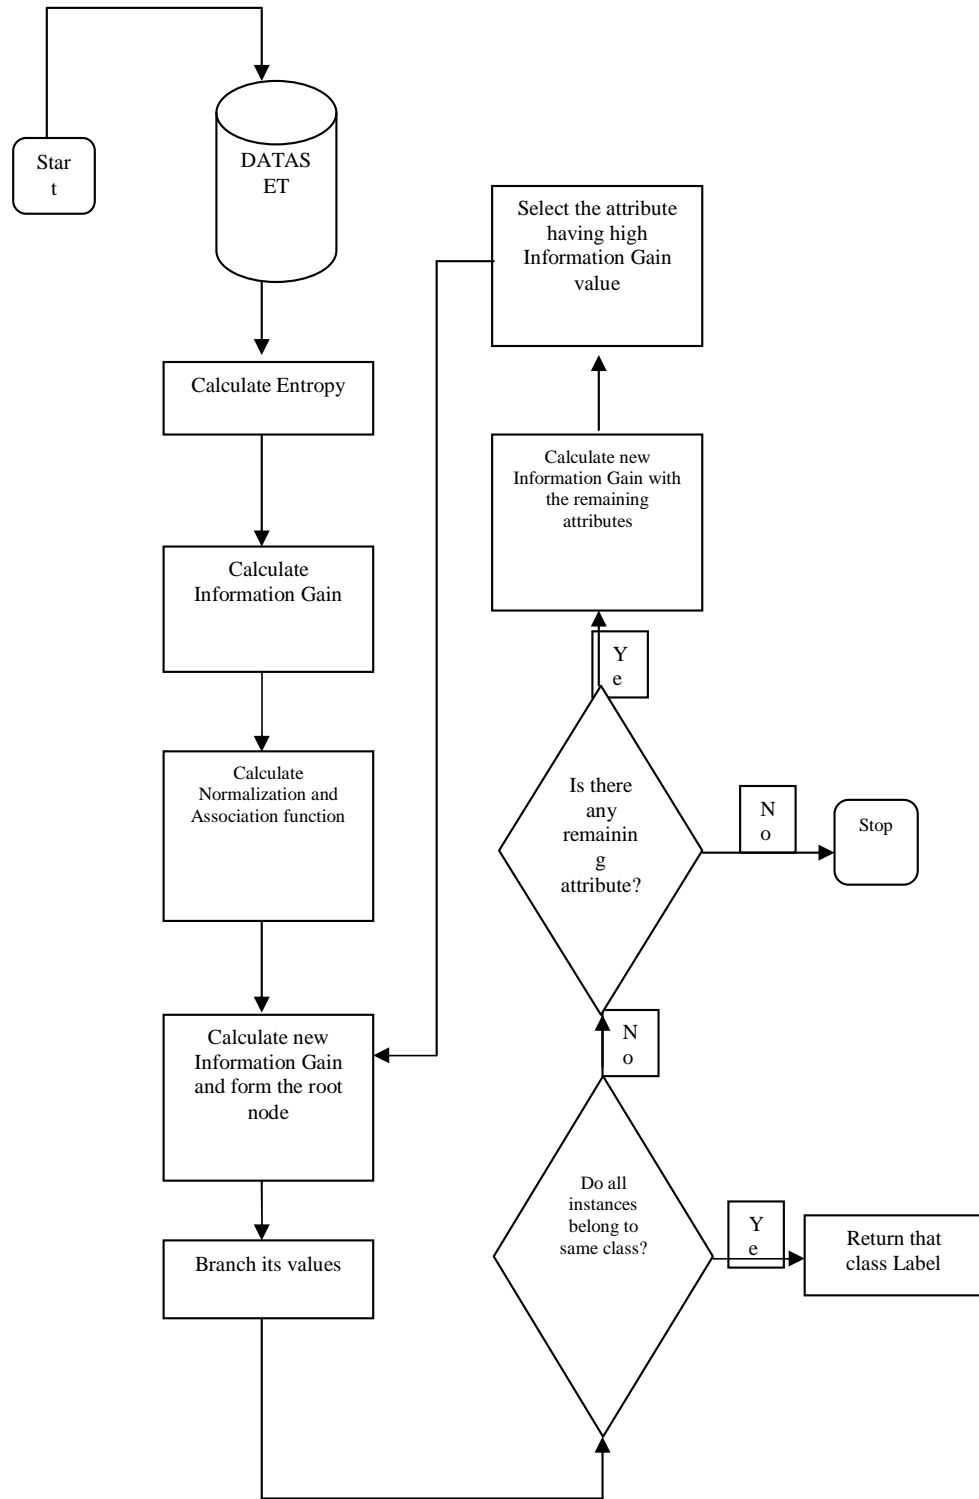 Star
t
DATAS
ET
Calculate Entropy
Calculate
Information Gain
Calculate
Normalization and
Association function
Calculate new
Information Gain
and form the root
node
Branch its values
Do all
instances
belong to
same class?
Y
e
Return that
class Label
N
o
Is there
any
remainin
g
attribute?
N
o
Stop
Y
e
Calculate new
Information Gain with
the remaining
attributes
Select the attribute
having high
Information Gain
value